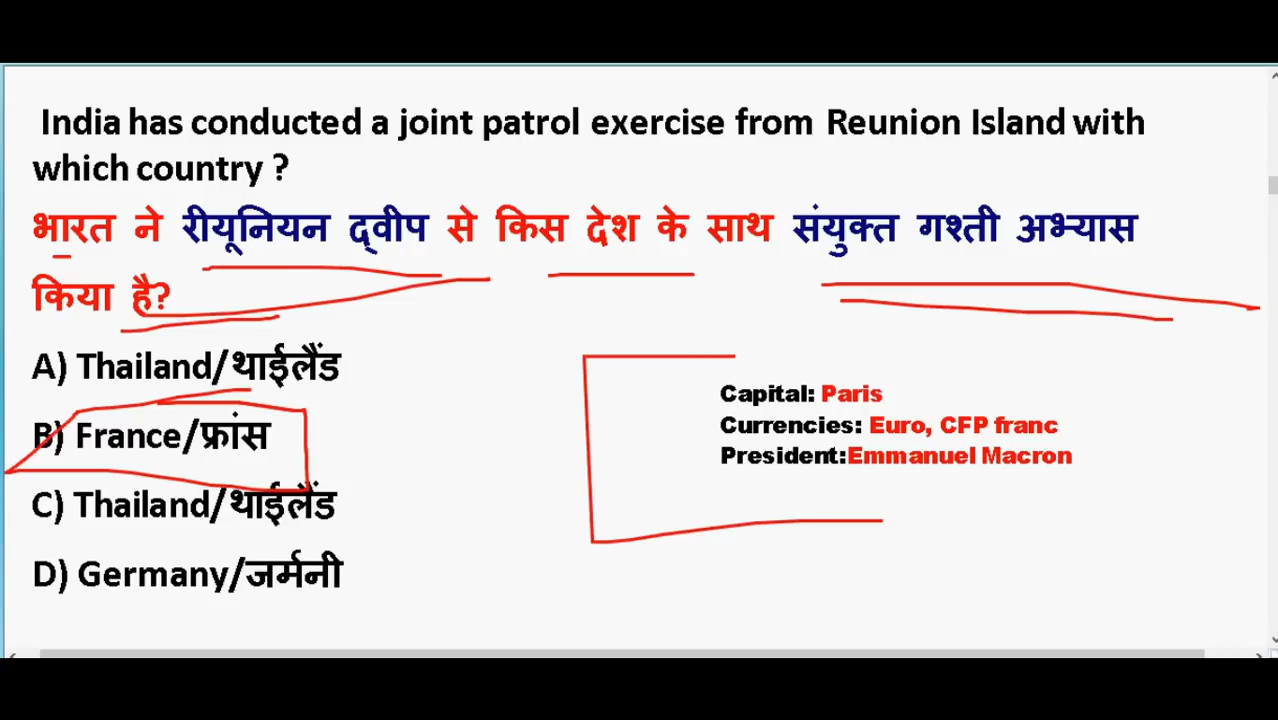 India has conducted a joint patrol exercise from Reunion Island with
which country ?
भारत ने रीयूनियन द्वीप से किस देश के साथ संयुक्त गश्ती अभ्यास
किया है?
A) Thailand/थाईलैंड
B) France/फ्रांस
C) Thailand/थाईलैंड
D) Germany/जर्मनी
Capital: Paris
Currencies: Euro, CFP franc
President:Emmanuel Macron